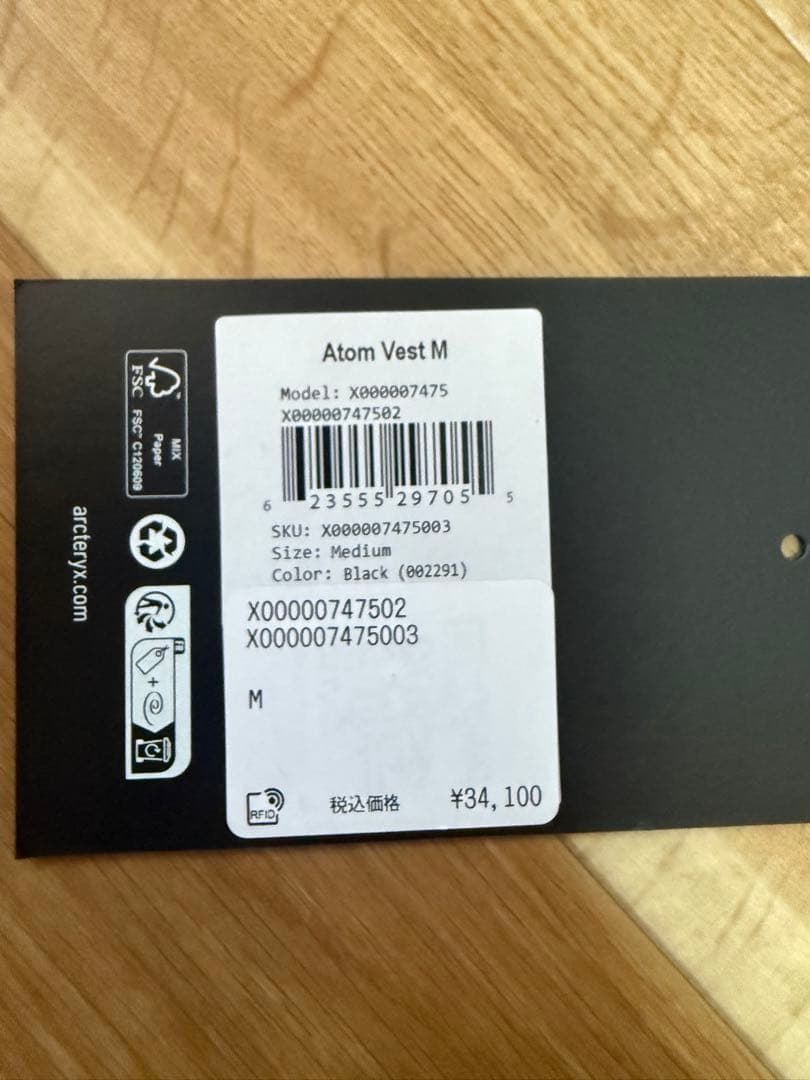 Atom Vest M
Model: X000007475
X00000747502
6 23555 29705 5
SKU: X000007475003
Size: Medium
Color: Black (002291)
X00000747502
X000007475003
M
RFID 税込価格 ¥34,100
FSC
FSC™ C120609
MIX
Paper
arcteryx.com